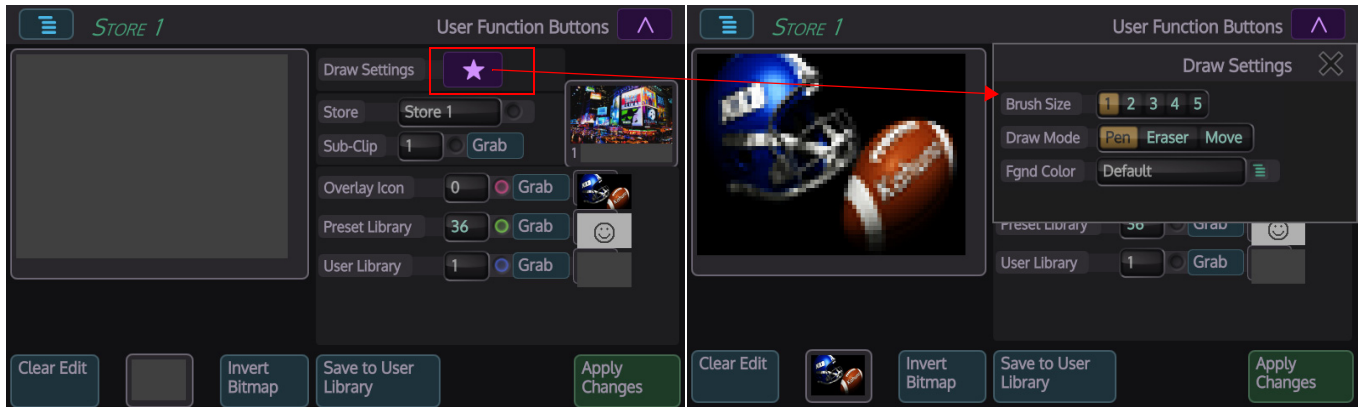 STORE 1
User Function Buttons
Draw Settings
Store
Store 1
Sub-Clip
1
Grab
1
Overlay Icon
0
Grab
Preset Library
36
Grab
User Library
1
Grab
Clear Edit
Invert
Bitmap
Save to User
Library
Apply
Changes
STORE 1
User Function Buttons
Draw Settings
Brush Size
1 2 3 4 5
Draw Mode
Pen Eraser Move
Fgnd Color
Default
Preset Library
36
Grab
User Library
1
Grab
Clear Edit
Invert
Bitmap
Save to User
Library
Apply
Changes